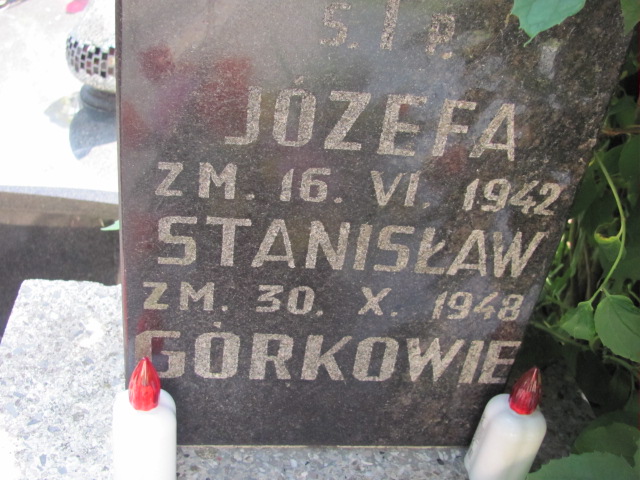 Ś. † P.
JÓZEFA
ZM. 16. VI. 1942
STANISŁAW
ZM. 30. X. 1948
GÓRKOWIE